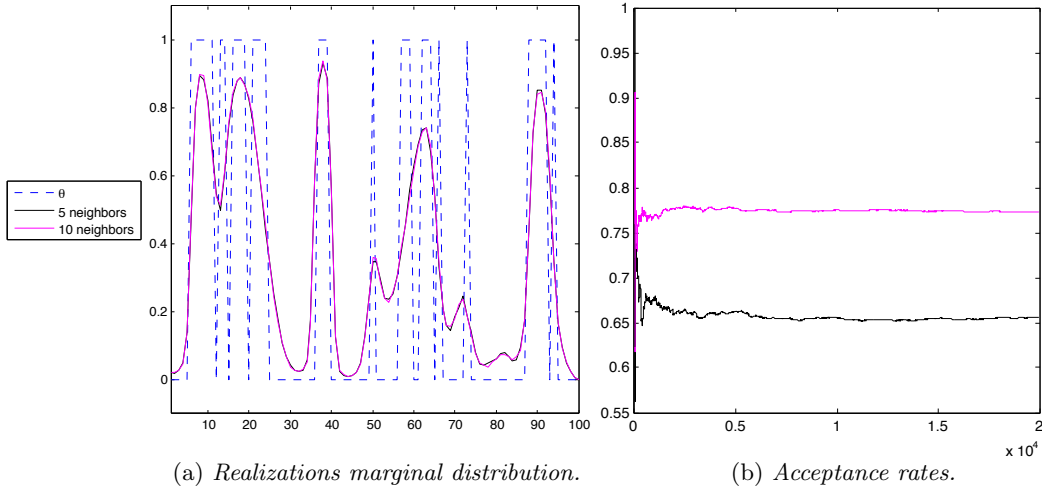 θ
5 neighbors
10 neighbors
1
0.8
0.6
0.4
0.2
0
10 20 30 40 50 60 70 80 90 100
(a) Realizations marginal distribution.
1
0.95
0.9
0.85
0.8
0.75
0.7
0.65
0.6
0.55
0 0.5 1 1.5 2
x 10⁴
(b) Acceptance rates.